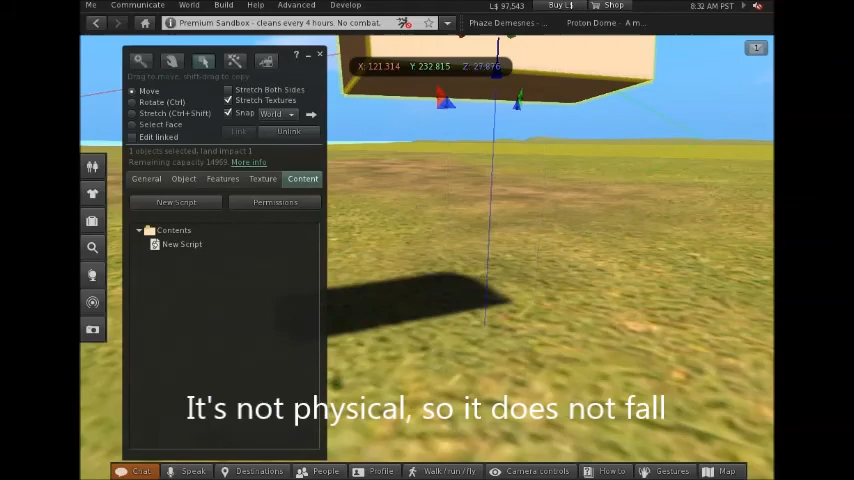 Me Communicate World Build Help Advanced Develop L$ 97,543 Buy L$ Shop 8:32 AM PST
Premium Sandbox - cleans every 4 hours. No combat. Phaze Demesnes - Proton Dome - A m...
1
X: 121.314 Y: 232.815 Z: 27.876
? _ ×
Drag to move, shift-drag to copy
Move
Rotate (Ctrl)
Stretch (Ctrl+Shift)
Select Face
Edit linked
Stretch Both Sides
Stretch Textures
Snap World
Link Unlink
1 objects selected, land impact 1
Remaining capacity 14969. More info
General Object Features Texture Content
New Script Permissions
Contents
New Script
It's not physical, so it does not fall
Chat Speak Destinations People Profile Walk / run / fly Camera controls How to Gestures Map